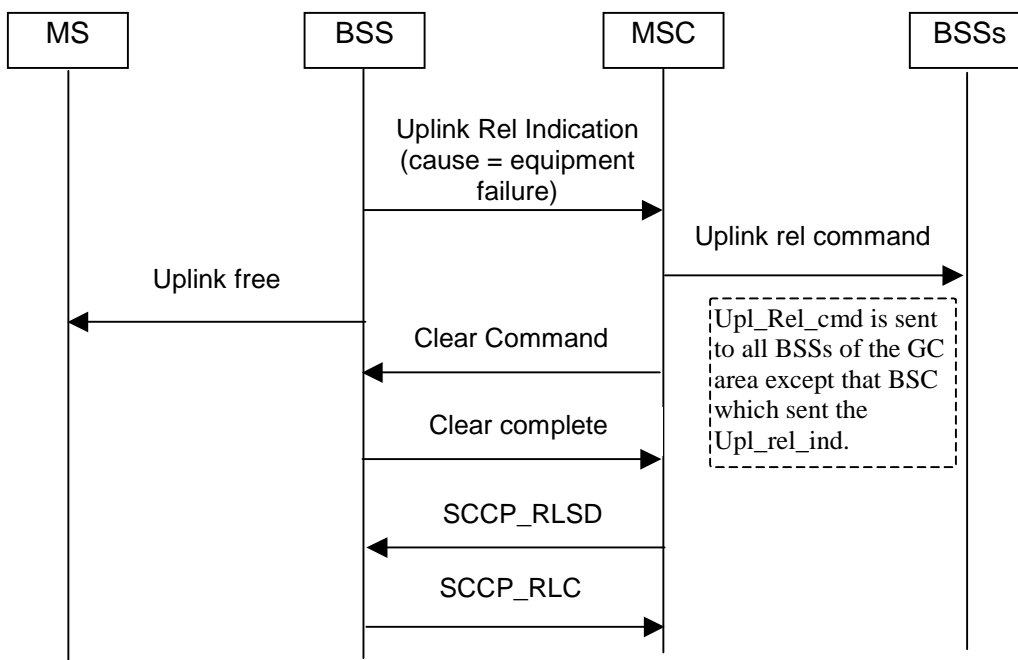 MS
BSS
MSC
BSSs
Uplink Rel Indication
(cause = equipment
failure)
Uplink rel command
Uplink free
Upl_Rel_cmd is sent
to all BSSs of the GC
area except that BSC
which sent the
Upl_rel_ind.
Clear Command
Clear complete
SCCP_RLSD
SCCP_RLC